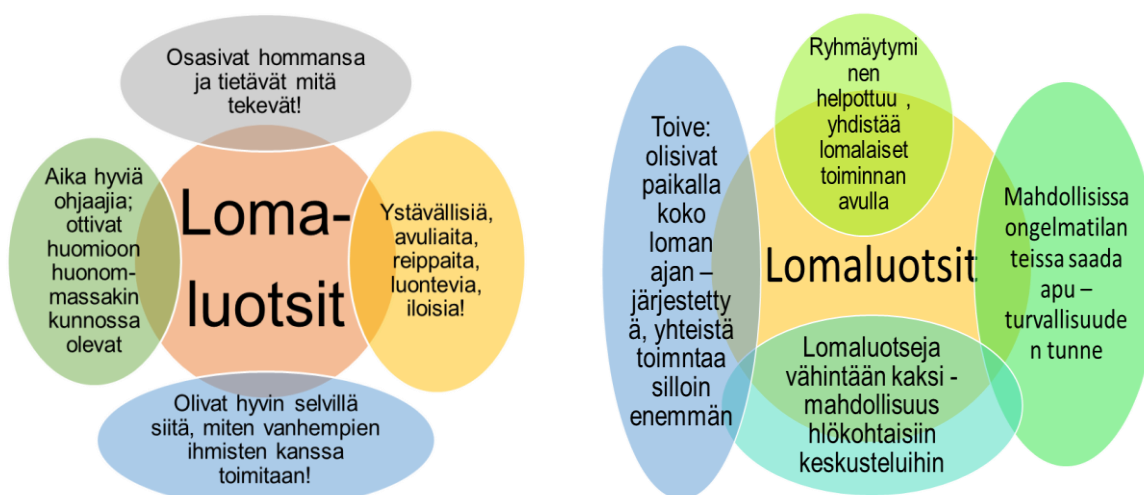 Osasivat hommansa
ja tietävät mitä
tekevät!
Aika hyviä
ohjaajia;
ottivat
huomioon
huonom-
massakin
kunnossa
olevat
Loma-
luotsit
Ystävällisiä,
avuliaita,
reippaita,
luontevia,
iloisia!
Olivat hyvin selvillä
siitä, miten vanhempien
ihmisten kanssa
toimitaan!
Ryhmäytymi
nen
helpottuu ,
yhdistää
lomalaiset
toiminnan
avulla
Toive:
olisivat
paikalla
koko
loman
ajan –
järjestetty
ä, yhteistä
toimntaa
silloin
enemmän
Lomaluotsit
Mahdollisissa
ongelmatilan
teissa saada
apu –
turvallisuude
n tunne
Lomaluotseja
vähintään kaksi -
mahdollisuus
hlökohtaisiin
keskusteluihin